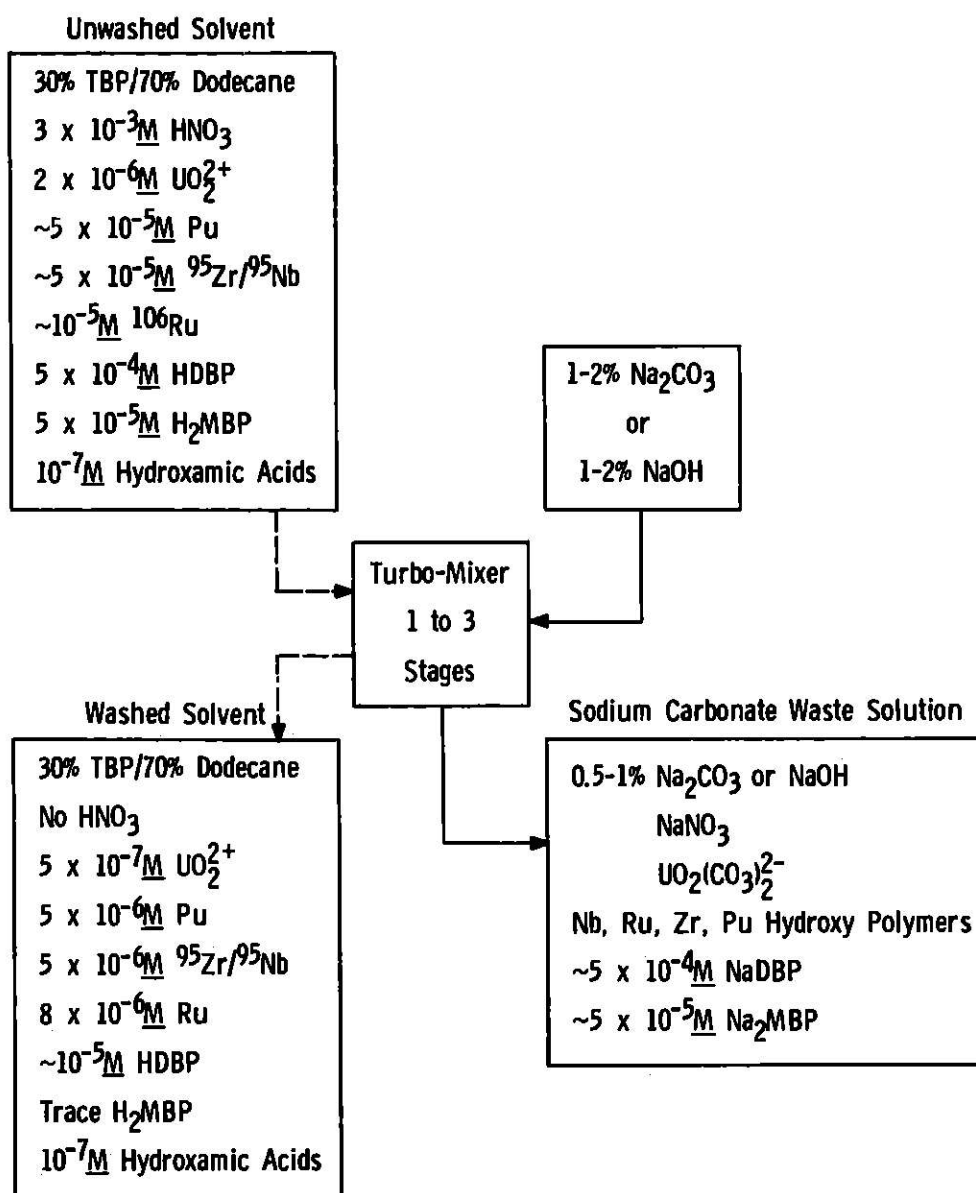 Unwashed Solvent
30% TBP/70% Dodecane
3 x 10⁻³M HNO₃
2 x 10⁻⁶M UO₂²⁺
~5 x 10⁻⁵M Pu
~5 x 10⁻⁵M ⁹⁵Zr/⁹⁵Nb
~10⁻⁵M ¹⁰⁶Ru
5 x 10⁻⁴M HDBP
5 x 10⁻⁵M H₂MBP
10⁻⁷M Hydroxamic Acids
1-2% Na₂CO₃
or
1-2% NaOH
Turbo-Mixer
1 to 3
Stages
Washed Solvent
30% TBP/70% Dodecane
No HNO₃
5 x 10⁻⁷M UO₂²⁺
5 x 10⁻⁶M Pu
5 x 10⁻⁶M ⁹⁵Zr/⁹⁵Nb
8 x 10⁻⁶M Ru
~10⁻⁵M HDBP
Trace H₂MBP
10⁻⁷M Hydroxamic Acids
Sodium Carbonate Waste Solution
0.5-1% Na₂CO₃ or NaOH
NaNO₃
UO₂(CO₃)₂²⁻
Nb, Ru, Zr, Pu Hydroxy Polymers
~5 x 10⁻⁴M NaDBP
~5 x 10⁻⁵M Na₂MBP